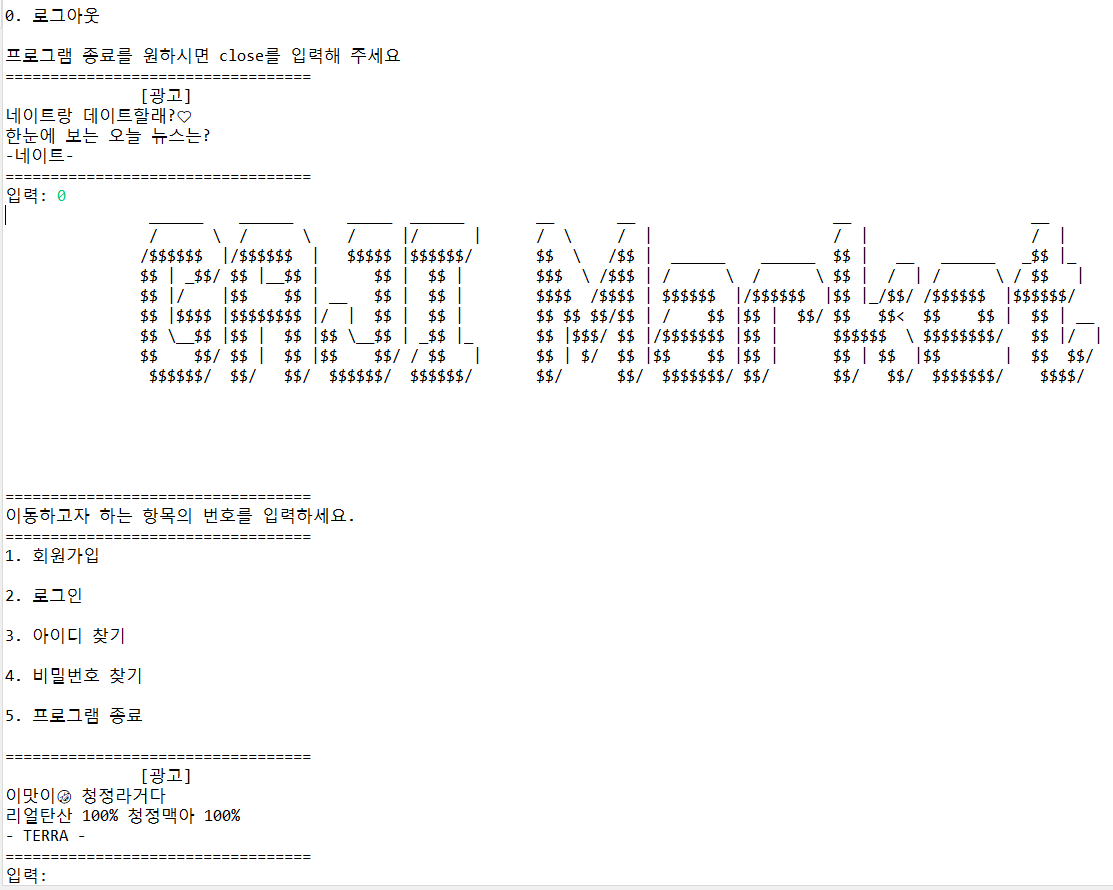 0. 로그아웃
프로그램 종료를 원하시면 close를 입력해 주세요
==================================
[광고]
네이트랑 데이트할래?♡
한눈에 보는 오늘 뉴스는?
-네이트-
==================================
입력: 0
GAJI Market
==================================
이동하고자 하는 항목의 번호를 입력하세요.
==================================
1. 회원가입
2. 로그인
3. 아이디 찾기
4. 비밀번호 찾기
5. 프로그램 종료
==================================
[광고]
이맛이 청정라거다
리얼탄산 100% 청정맥아 100%
- TERRA -
==================================
입력: